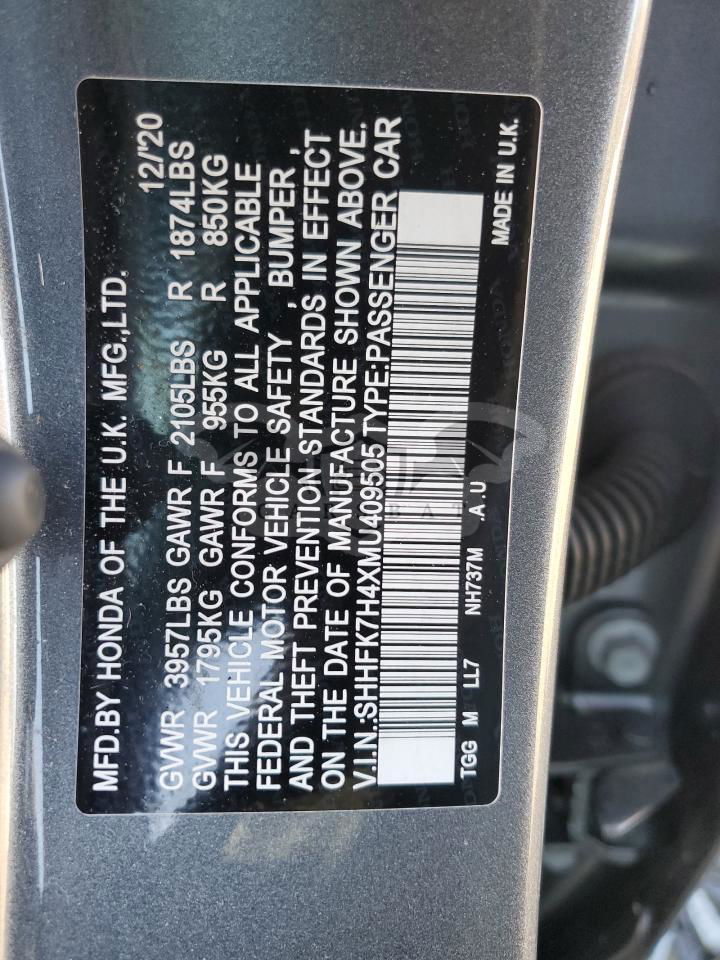 MFD.BY HONDA OF THE U.K. MFG.,LTD. 12/'20
GVWR 3957LBS GAWR F 2105LBS R 1874LBS
GVWR 1795KG GAWR F 955KG R 850KG
THIS VEHICLE CONFORMS TO ALL APPLICABLE
FEDERAL MOTOR VEHICLE SAFETY , BUMPER ,
AND THEFT PREVENTION STANDARDS IN EFFECT
ON THE DATE OF MANUFACTURE SHOWN ABOVE.
V.I.N.:SHHFK7H4XMU409505 TYPE:PASSENGER CAR
TGG M LL7 NH737M .A.U MADE IN U.K.